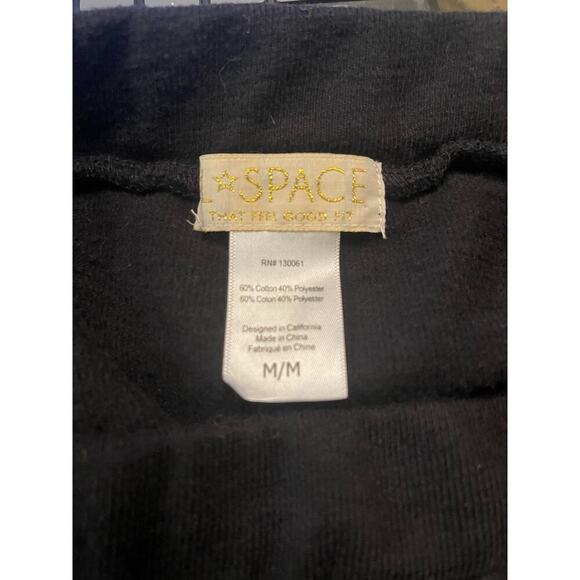 L☆SPACE
THAT FEEL GOOD FIT
RN# 130061
60% Cotton 40% Polyester
60% Coton 40% Polyester
Designed in California
Made in China
Fabriqué en Chine
M/M